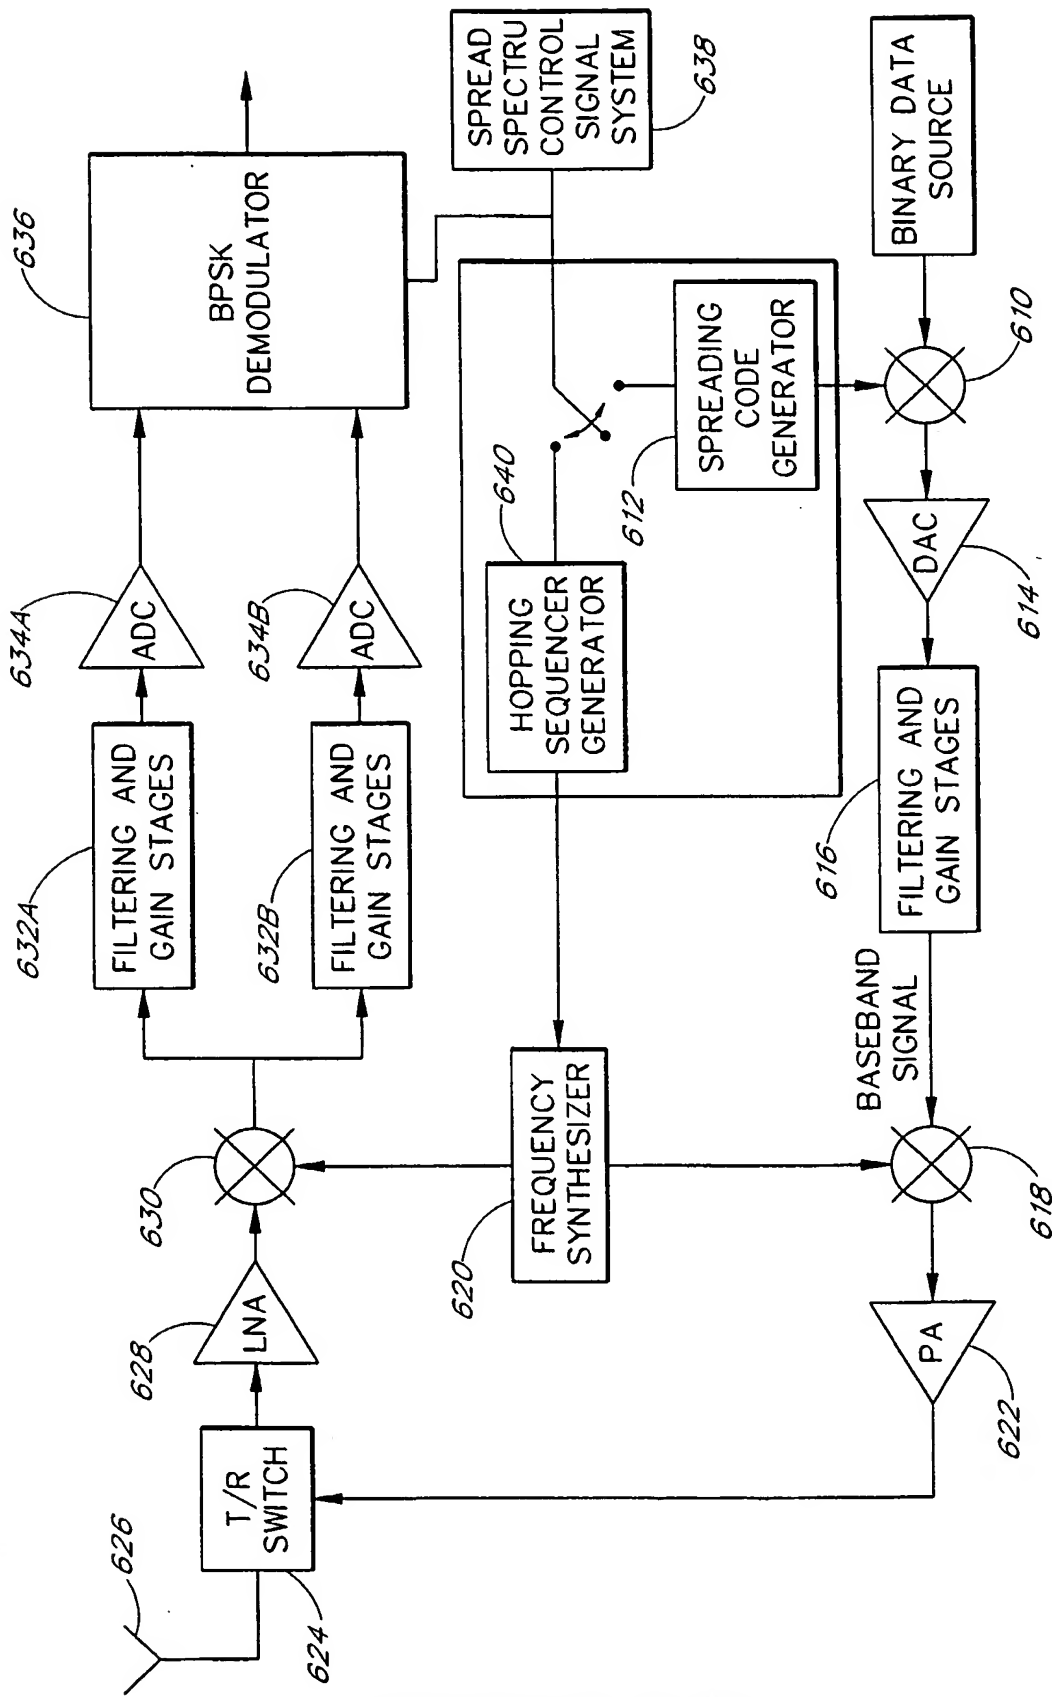 626
T/R
SWITCH
624
628
LNA
630
632A
FILTERING AND
GAIN STAGES
632B
FILTERING AND
GAIN STAGES
634A
ADC
634B
ADC
636
BPSK
DEMODULATOR
SPREAD
SPECTRU
CONTROL
SIGNAL
SYSTEM
638
620
FREQUENCY
SYNTHESIZER
HOPPING
SEQUENCER
GENERATOR
640
612
SPREADING
CODE
GENERATOR
PA
622
618
BASEBAND
SIGNAL
616
FILTERING AND
GAIN STAGES
DAC
614
610
BINARY DATA
SOURCE